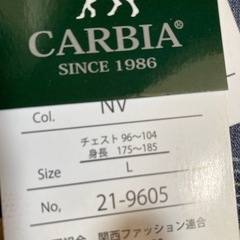 CARBIA®
SINCE 1986
Col. NV
チェスト 96～104
身長 175～185
Size L
No, 21-9605
関西ファッション連合